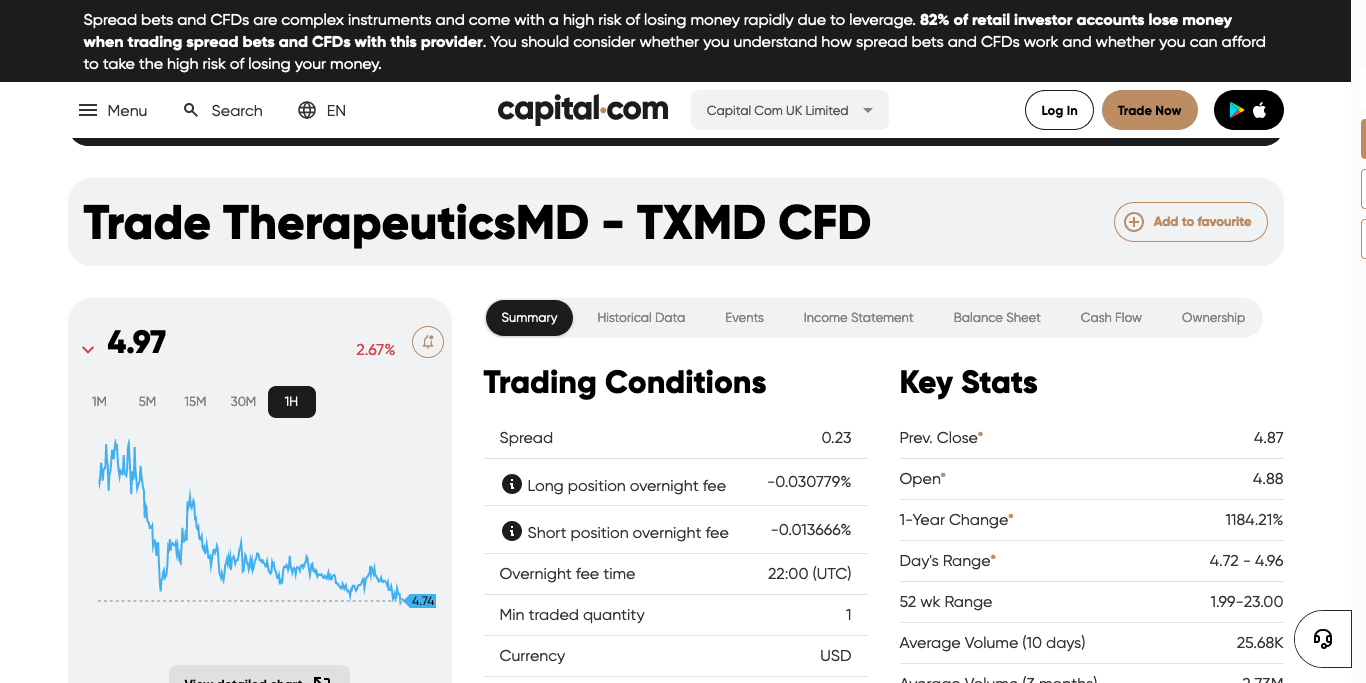 Spread bets and CFDs are complex instruments and come with a high risk of losing money rapidly due to leverage. 82% of retail investor accounts lose money
when trading spread bets and CFDs with this provider. You should consider whether you understand how spread bets and CFDs work and whether you can afford
to take the high risk of losing your money.
Menu Search EN capital.com Capital Com UK Limited Log In Trade Now
Trade TherapeuticsMD - TXMD CFD Add to favourite
4.97 2.67%
1M 5M 15M 30M 1H
4.74
View detailed chart
Summary Historical Data Events Income Statement Balance Sheet Cash Flow Ownership
Trading Conditions
Spread 0.23
Long position overnight fee -0.030779%
Short position overnight fee -0.013666%
Overnight fee time 22:00 (UTC)
Min traded quantity 1
Currency USD
Key Stats
Prev. Close* 4.87
Open* 4.88
1-Year Change* 1184.21%
Day's Range* 4.72 - 4.96
52 wk Range 1.99-23.00
Average Volume (10 days) 25.68K
Average Volume (3 months) 2.73M